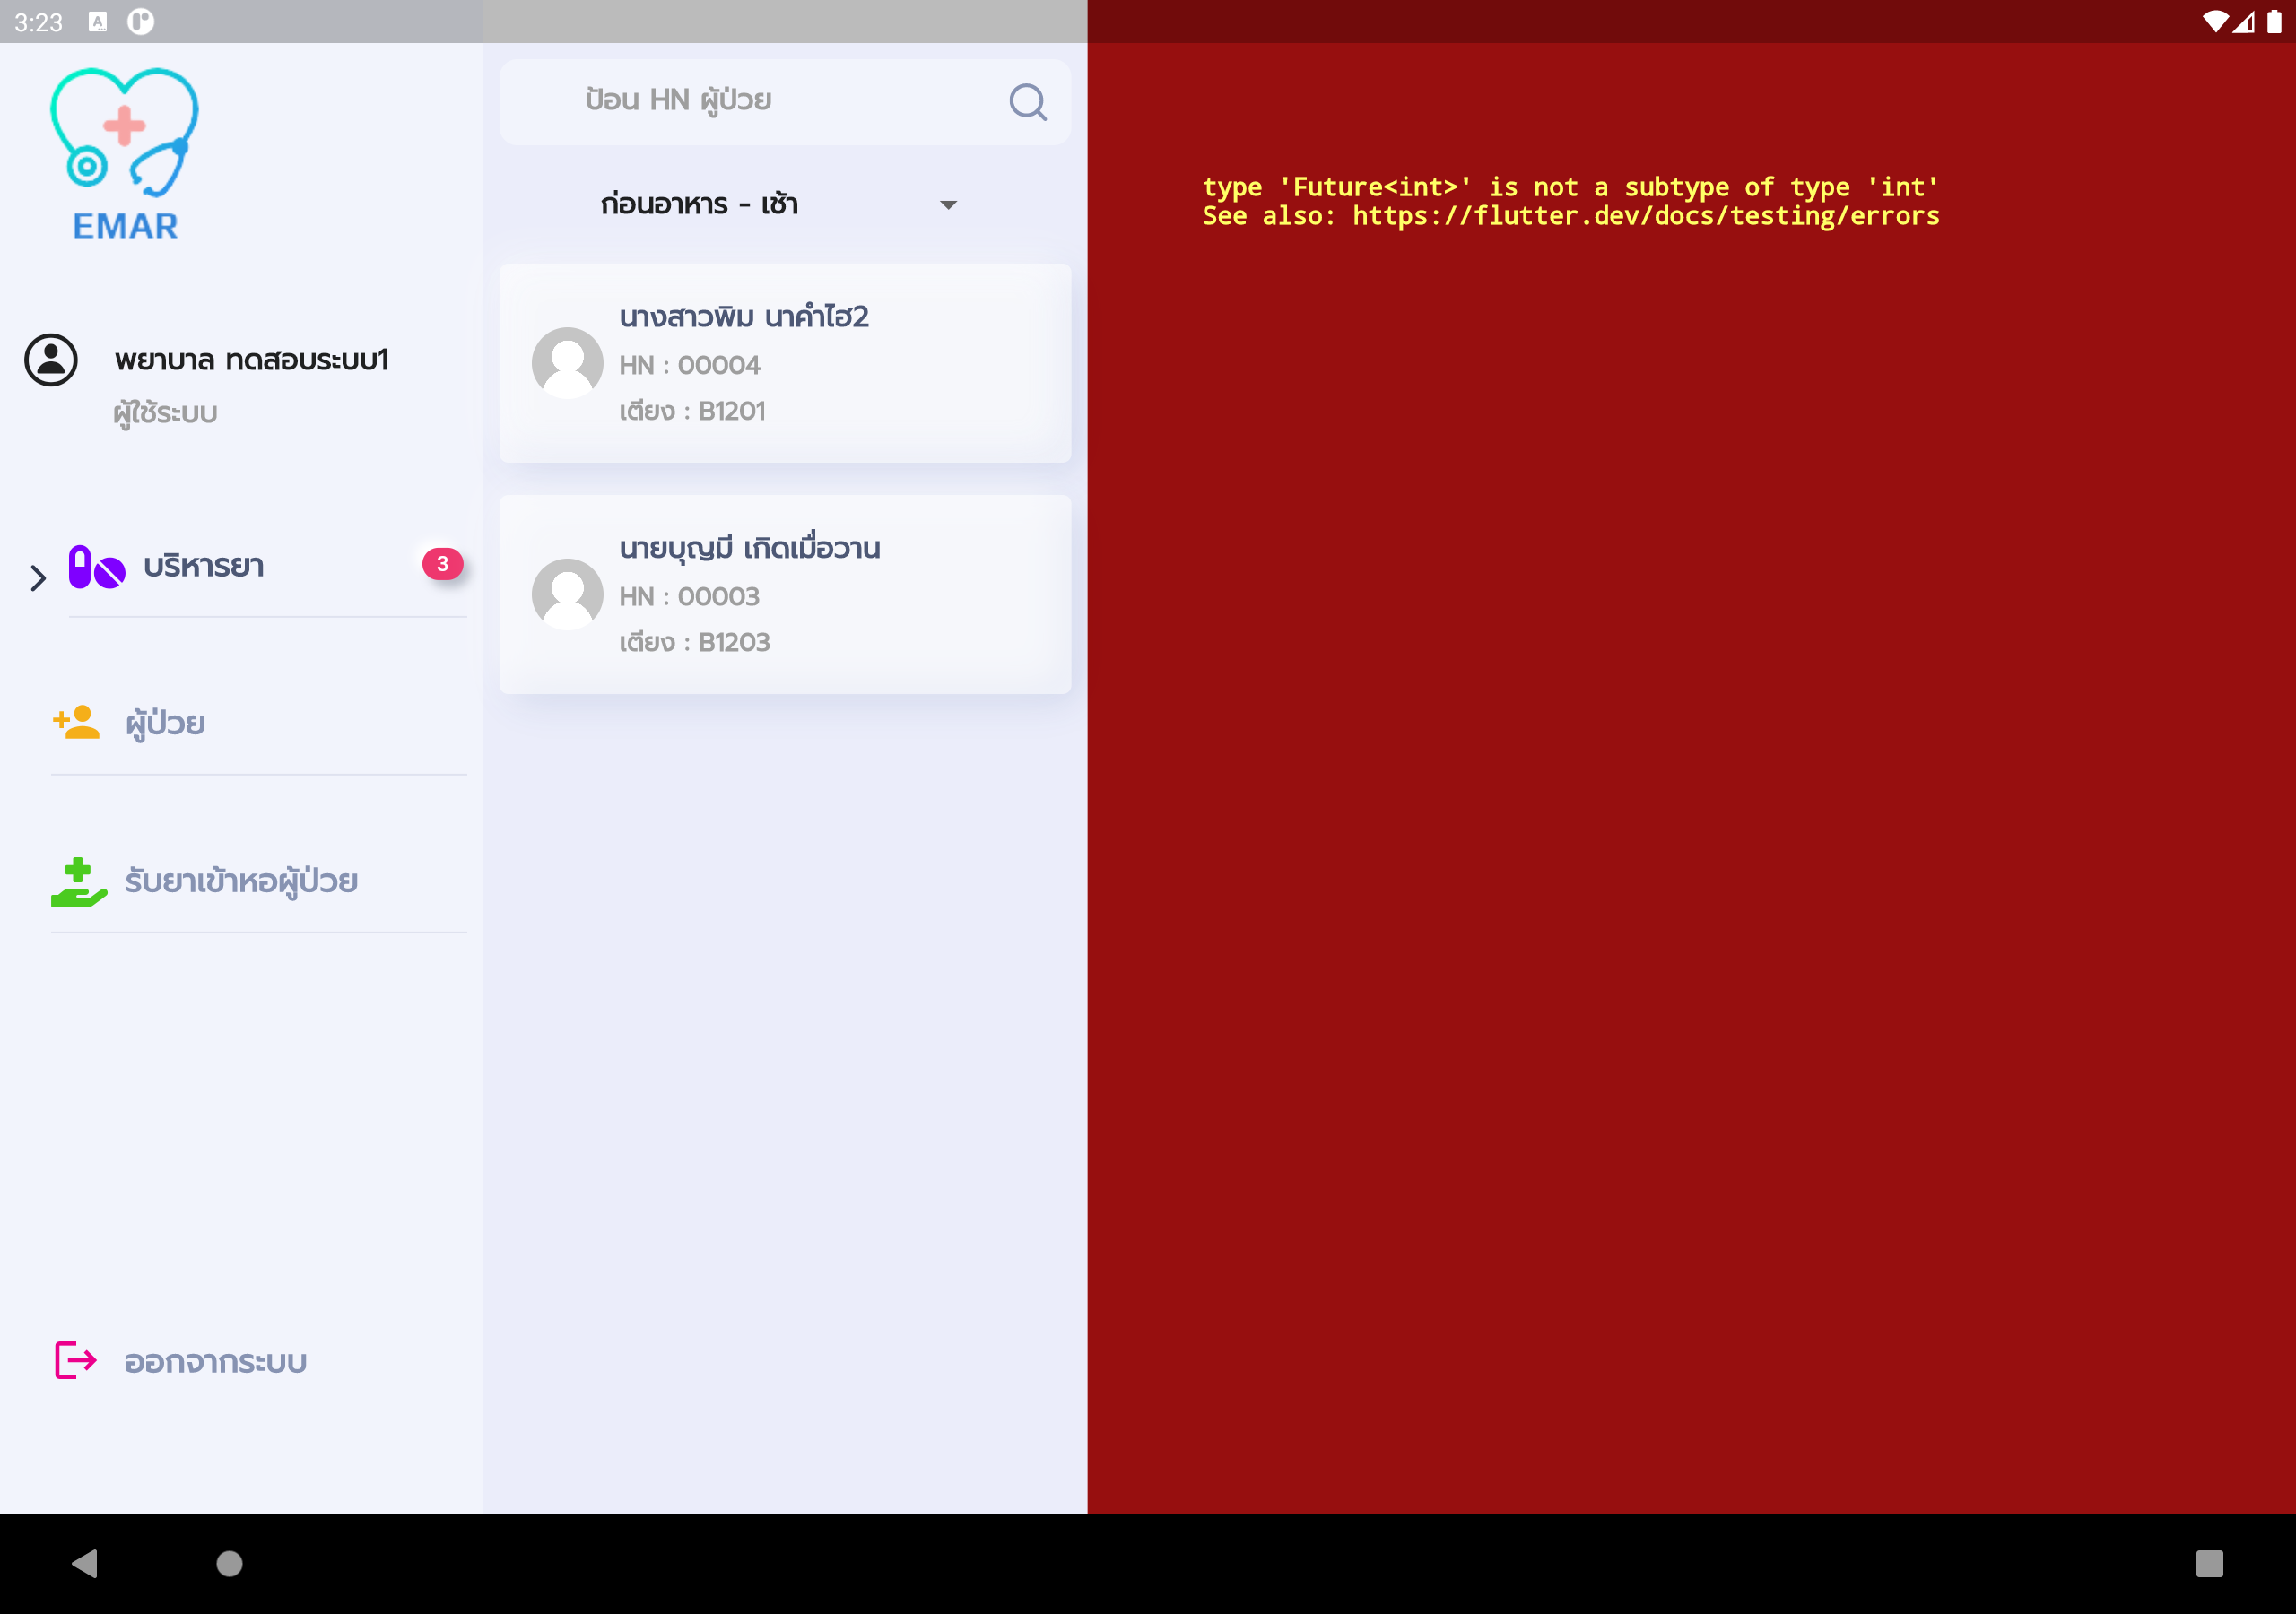 3:23
EMAR
พยาบาล ทดสอบระบบ1
ผู้ใช้ระบบ
บริหารยา
3
ผู้ป่วย
รับยาเข้าหอผู้ป่วย
ออกจากระบบ
ป้อน HN ผู้ป่วย
ก่อนอาหาร - เช้า
นางสาวพิม นาคำไฮ2
HN : 00004
เตียง : B1201
นายบุญมี เกิดเมื่อวาน
HN : 00003
เตียง : B1203
type 'Future<int>' is not a subtype of type 'int'
See also: https://flutter.dev/docs/testing/errors